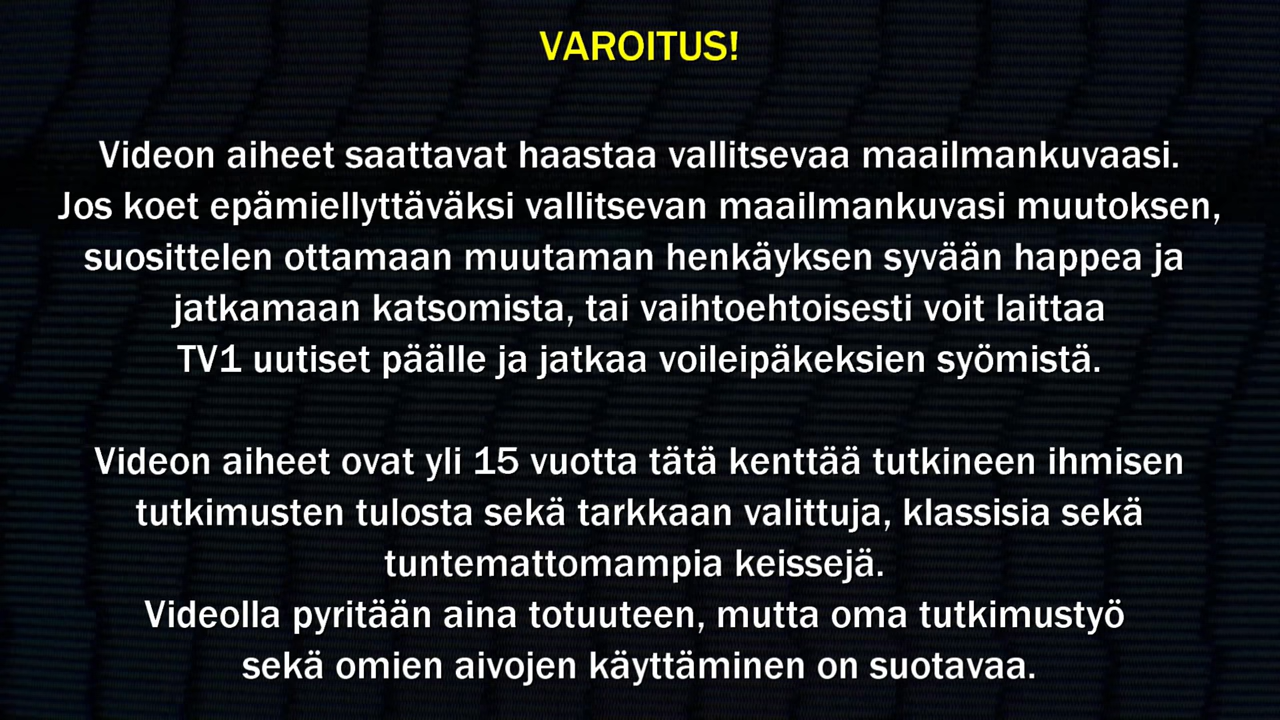 VAROITUS!
Videon aiheet saattavat haastaa vallitsevaa maailmankuvaasi.
Jos koet epämiellyttäväksi vallitsevan maailmankuvasi muutoksen,
suosittelen ottamaan muutaman henkäyksen syvään happea ja
jatkamaan katsomista, tai vaihtoehtoisesti voit laittaa
TV1 uutiset päälle ja jatkaa voileipäkeksien syömistä.
Videon aiheet ovat yli 15 vuotta tätä kenttää tutkineen ihmisen
tutkimusten tulosta sekä tarkkaan valittuja, klassisia sekä
tuntemattomampia keissejä.
Videolla pyritään aina totuuteen, mutta oma tutkimustyö
sekä omien aivojen käyttäminen on suotavaa.